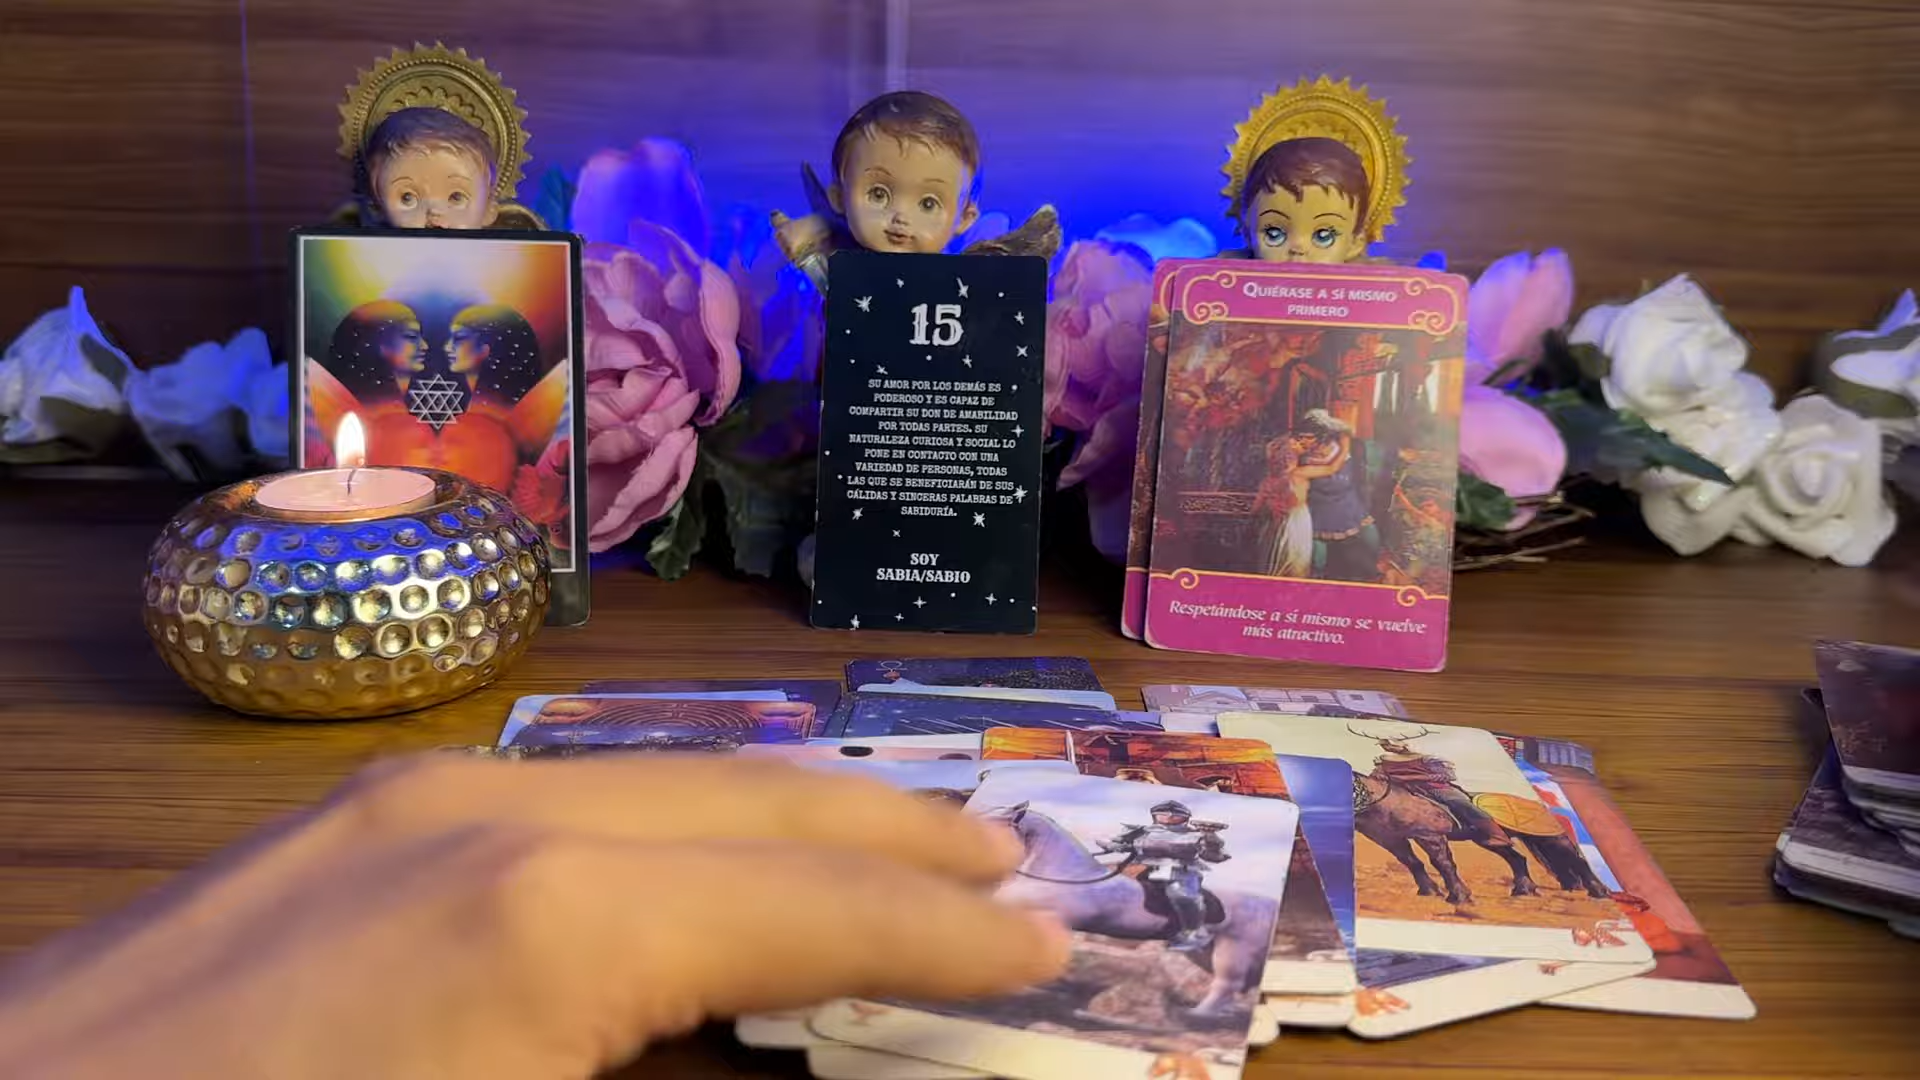 15
SU AMOR POR LOS DEMÁS ES
PODEROSO Y ES CAPAZ DE
COMPARTIR SU DON DE AMABILIDAD
POR TODAS PARTES. SU
NATURALEZA CURIOSA Y SOCIAL LO
PONE EN CONTACTO CON UNA
VARIEDAD DE PERSONAS, TODAS
LAS QUE SE BENEFICIARÁN DE SUS
CÁLIDAS Y SINCERAS PALABRAS DE
SABIDURÍA.
SOY
SABIA/SABIO
QUIÉRASE A SÍ MISMO
PRIMERO
Respetándose a sí mismo se vuelve
más atractivo.